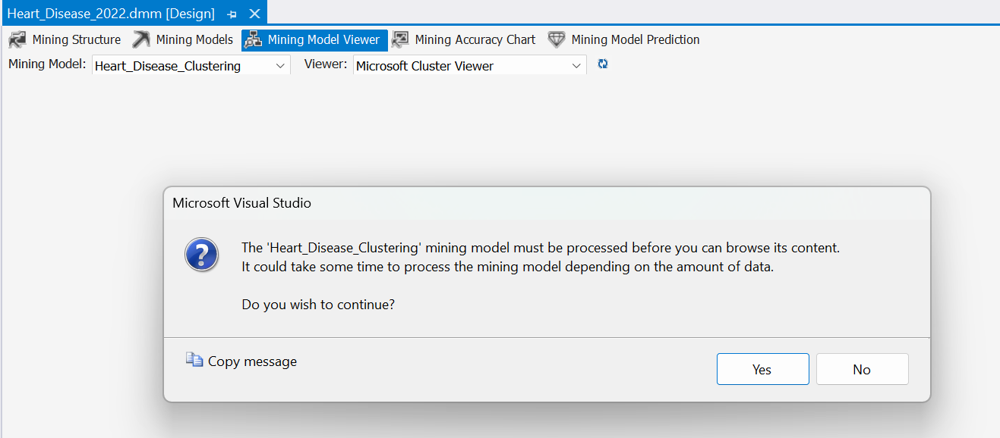 Heart_Disease_2022.dmm [Design]
Mining Structure Mining Models Mining Model Viewer Mining Accuracy Chart Mining Model Prediction
Mining Model: Heart_Disease_Clustering Viewer: Microsoft Cluster Viewer
Microsoft Visual Studio
The 'Heart_Disease_Clustering' mining model must be processed before you can browse its content.
It could take some time to process the mining model depending on the amount of data.
Do you wish to continue?
Copy message
Yes No